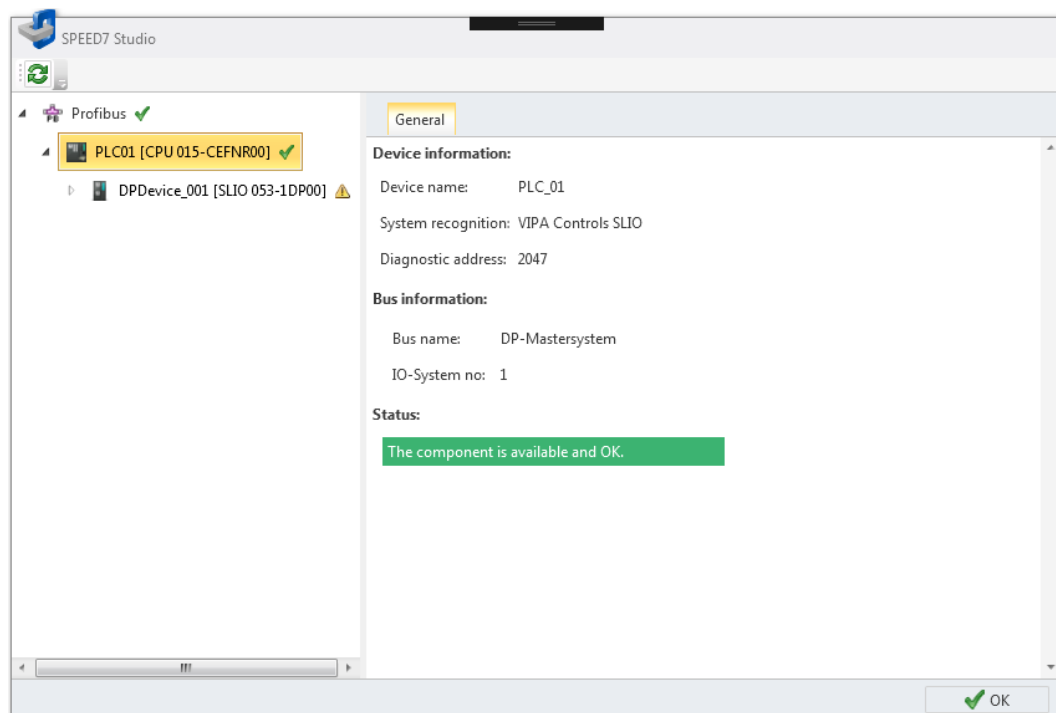 SPEED7 Studio
Profibus
PLC01 [CPU 015-CEFNR00]
DPDevice_001 [SLIO 053-1DP00]
General
Device information:
Device name: PLC_01
System recognition: VIPA Controls SLIO
Diagnostic address: 2047
Bus information:
Bus name: DP-Mastersystem
IO-System no: 1
Status:
The component is available and OK.
OK